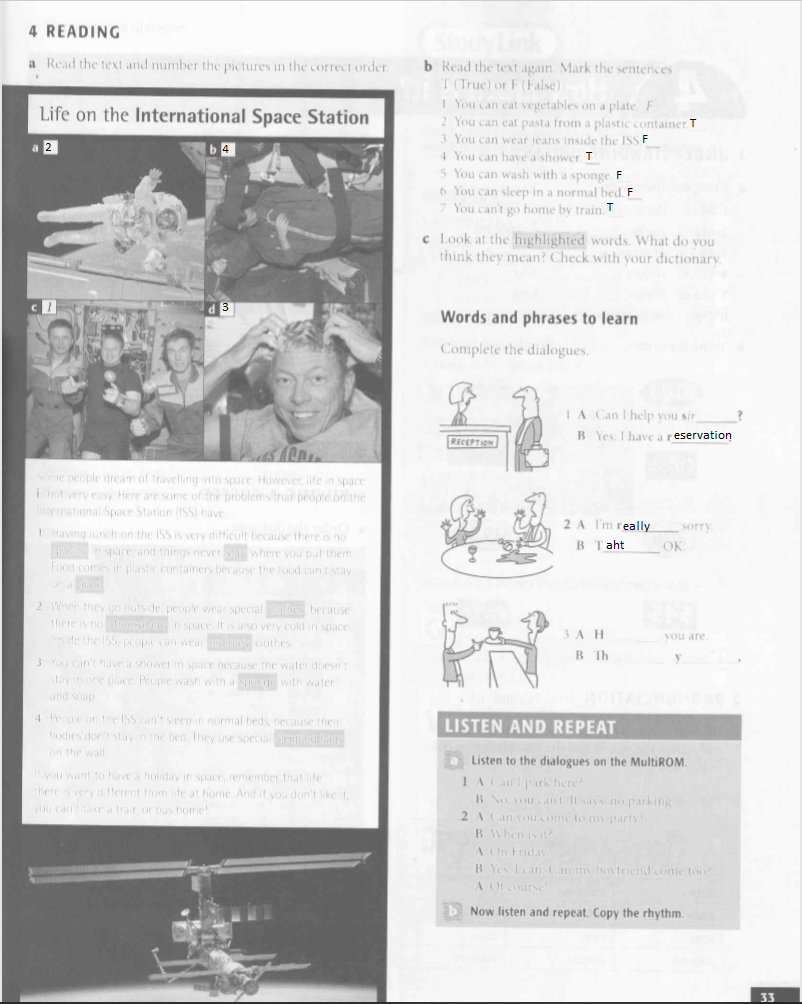 4 READING
a Read the text and number the pictures in the correct order.
Life on the International Space Station
a 2
b 4
c 1
d 3
Some people dream of travelling into space. However, life in space
is not very easy. Here are some of the problems that people on the
International Space Station (ISS) have.
1 Having lunch on the ISS is very difficult because there is no
in space, and things never stay where you put them.
Food comes in plastic containers because the food can't stay
on a plate.
2 When they go outside, people wear special because
there is no in space. It is also very cold in space.
Inside the ISS, people can wear clothes.
3 You can't have a shower in space because the water doesn't
stay in one place. People wash with a sponge with water
and soap.
4 People on the ISS can't sleep in normal beds, because their
bodies don't stay in the bed. They use special sleeping bags
on the wall.
If you want to have a holiday in space, remember that life
there is very different from life at home. And if you don't like it,
you can't take a train or bus home!
b Read the text again. Mark the sentences
T (True) or F (False)
1 You can eat vegetables on a plate. F
2 You can eat pasta from a plastic container. T
3 You can wear jeans inside the ISS. F
4 You can have a shower. T
5 You can wash with a sponge. F
6 You can sleep in a normal bed. F
7 You can't go home by train. T
c Look at the highlighted words. What do you
think they mean? Check with your dictionary.
Words and phrases to learn
Complete the dialogues.
RECEPTION
1 A Can I help you sir______?
B Yes, I have a reservation
2 A I'm really______ sorry.
B Taht______ OK.
3 A H______ you are.
B Th______ y______.
LISTEN AND REPEAT
a Listen to the dialogues on the MultiROM.
1 A Can I park here?
B No, you can't. It says no parking.
2 A Can you come to my party?
B When is it?
A On Friday.
B Yes, I can. Can my boyfriend come too?
A Of course!
b Now listen and repeat. Copy the rhythm.
33